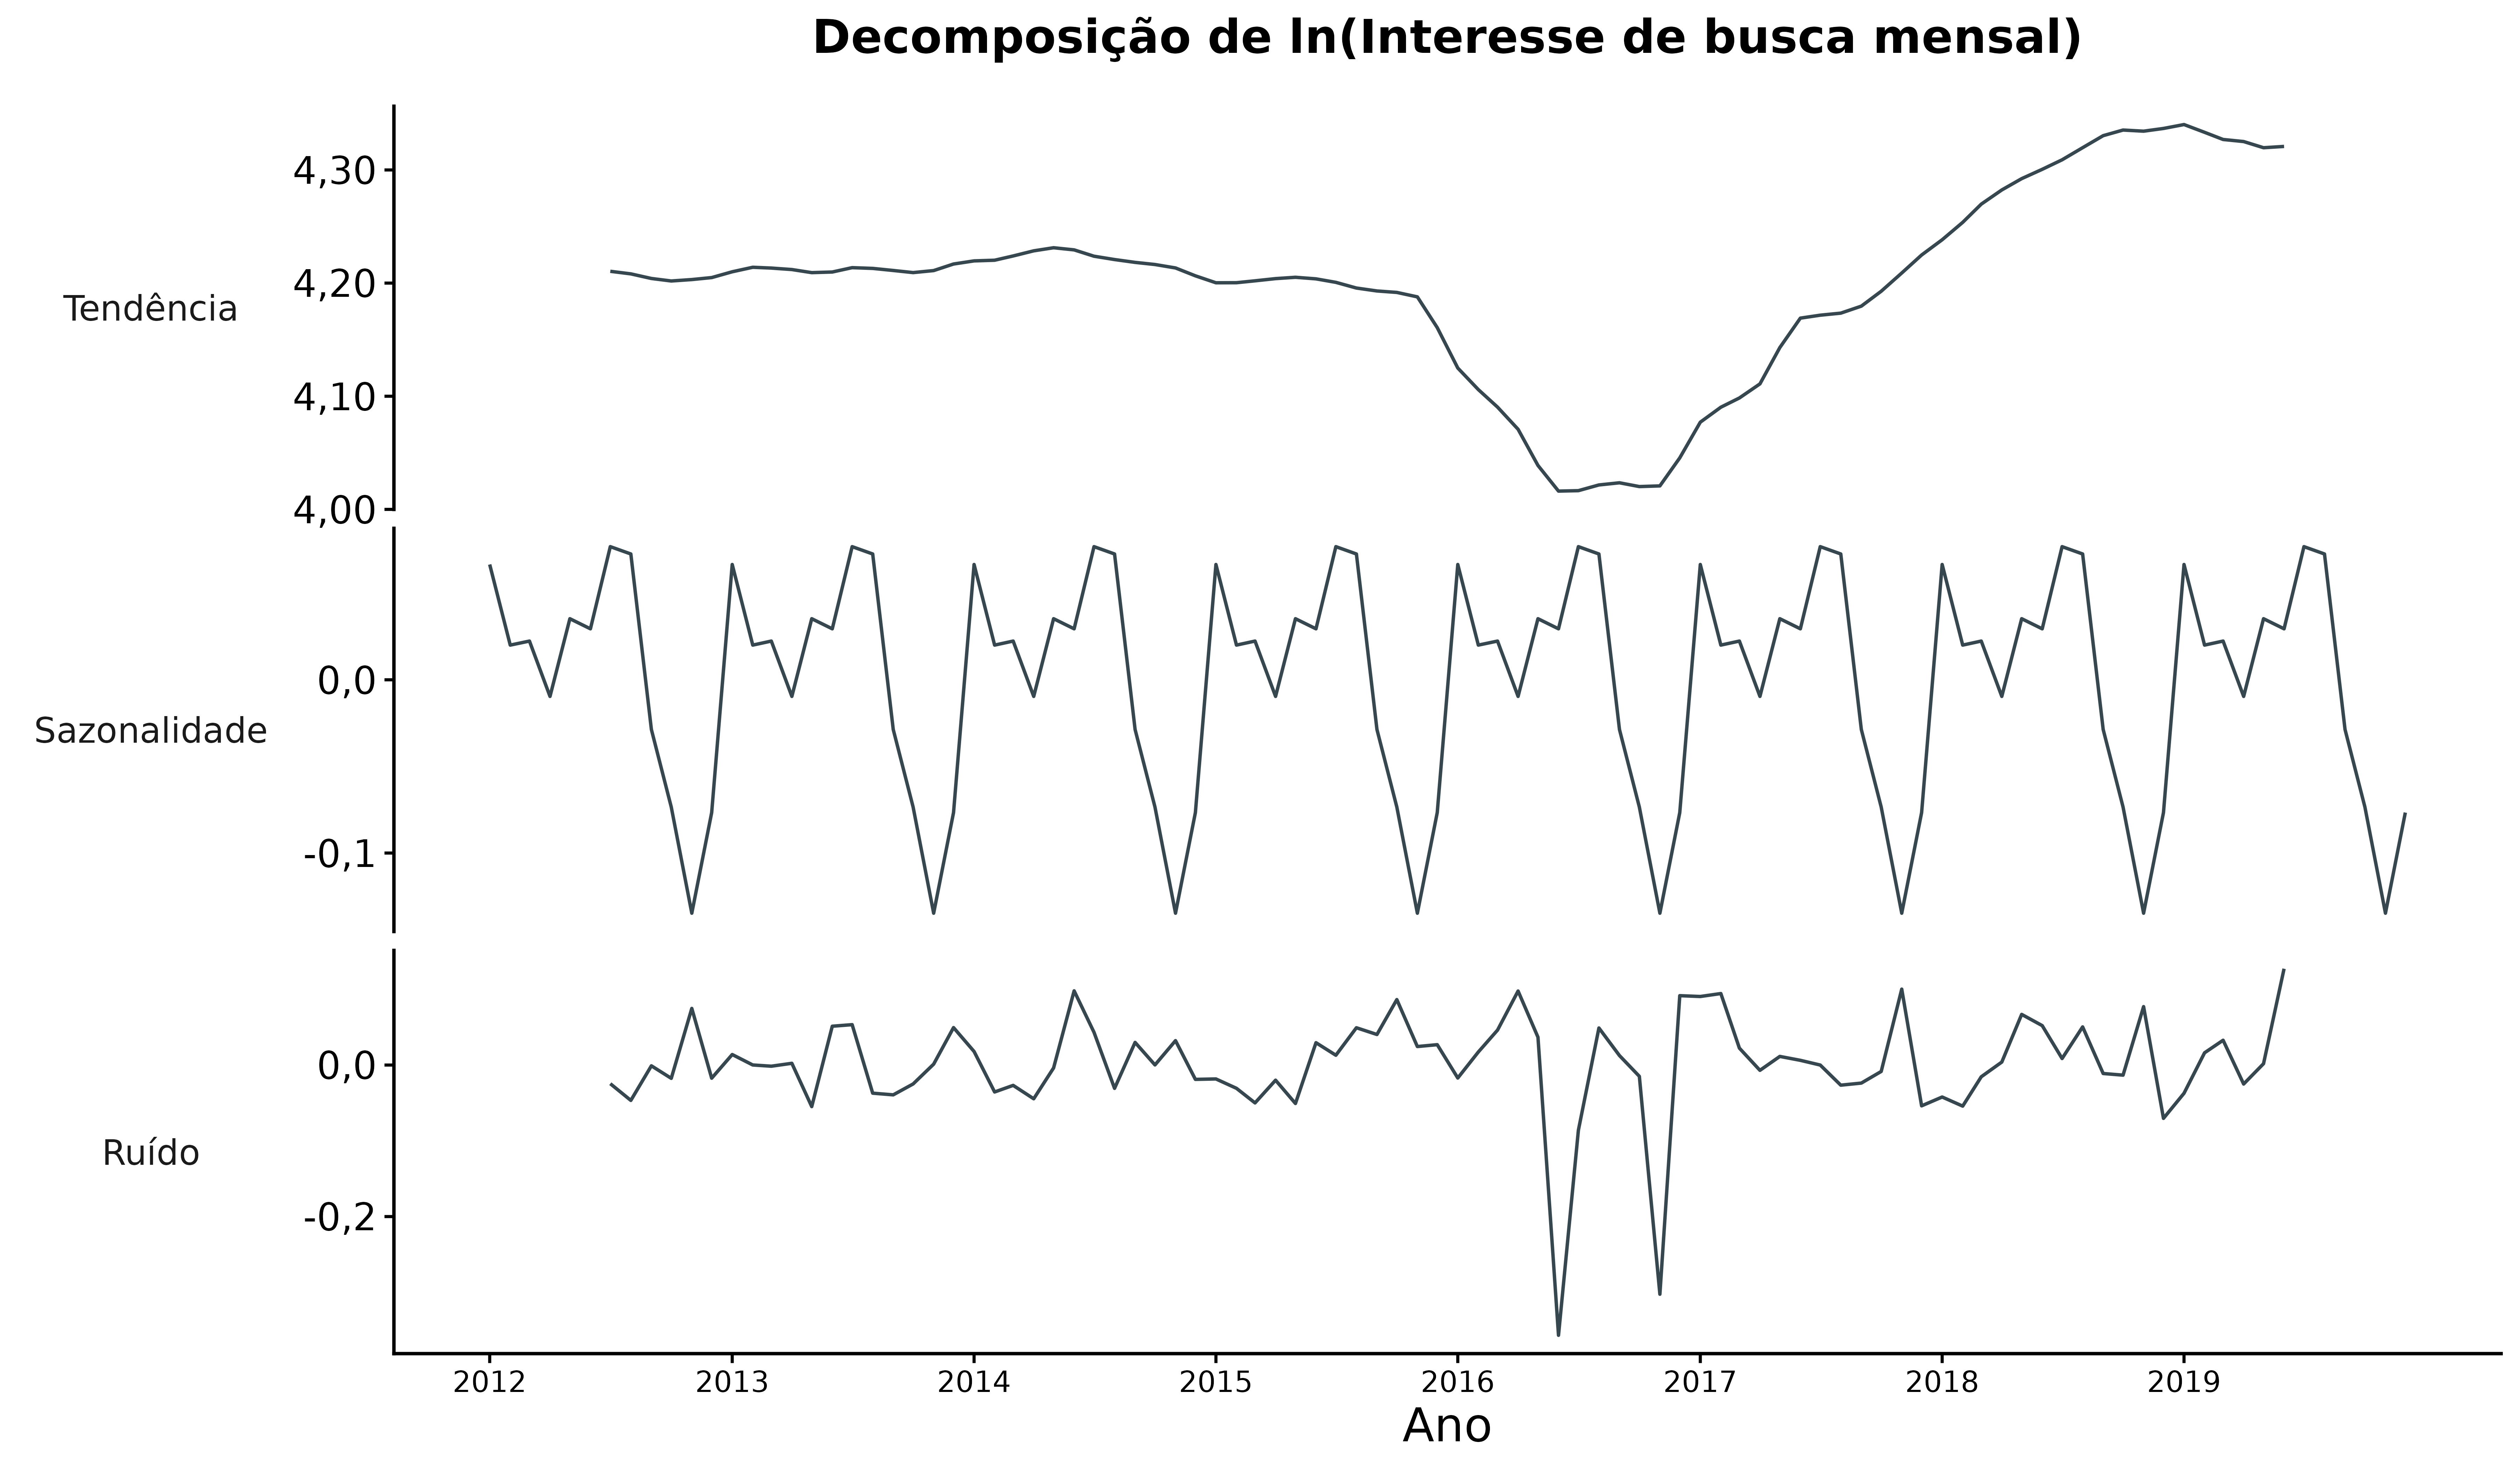 Decomposição de ln(Interesse de busca mensal)
Tendência
4,30
4,20
4,10
4,00
Sazonalidade
0,0
-0,1
Ruído
0,0
-0,2
2012 2013 2014 2015 2016 2017 2018 2019
Ano